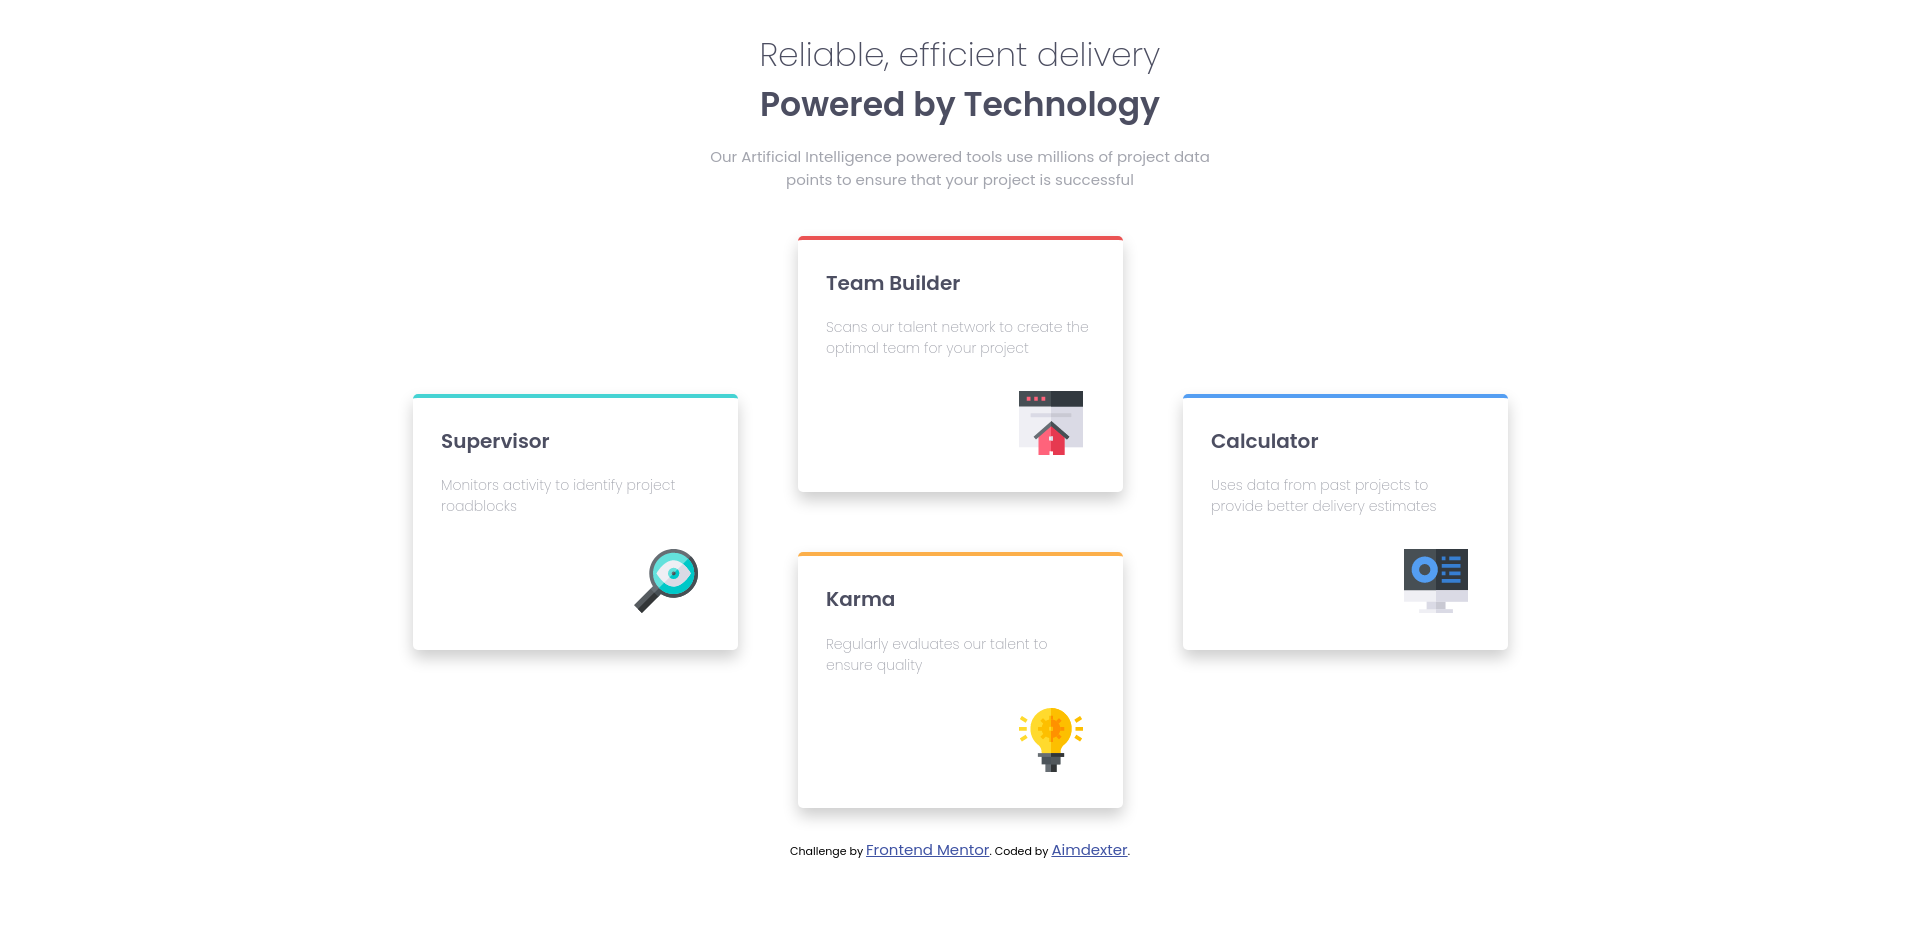 Reliable, efficient delivery
Powered by Technology
Our Artificial Intelligence powered tools use millions of project data
points to ensure that your project is successful
Team Builder
Scans our talent network to create the
optimal team for your project
Supervisor
Monitors activity to identify project
roadblocks
Calculator
Uses data from past projects to
provide better delivery estimates
Karma
Regularly evaluates our talent to
ensure quality
Challenge by Frontend Mentor. Coded by Aimdexter.